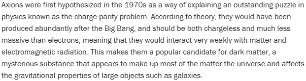 Axions were first hypothesized in the 1970s as a way of explaining an outstanding puzzle in
physics known as the charge parity problem. According to theory, they would have been
produced abundantly after the Big Bang, and should be both chargeless and much less
massive than electrons, meaning that they would interact very weakly with matter and
electromagnetic radiation. This makes them a popular candidate for dark matter, a
mysterious substance that appears to make up most of the matter the universe and affects
the gravitational properties of large objects such as galaxies.